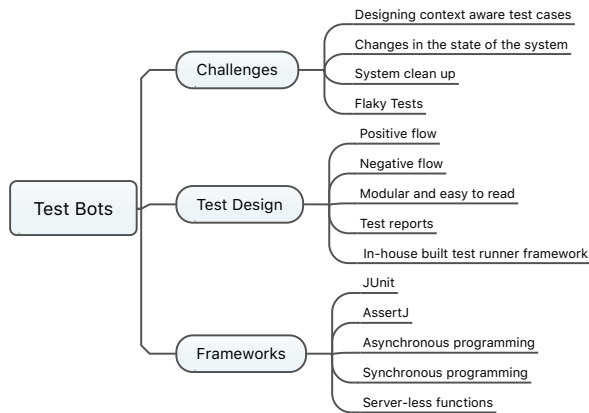 Test Bots
Challenges
Designing context aware test cases
Changes in the state of the system
System clean up
Flaky Tests
Test Design
Positive flow
Negative flow
Modular and easy to read
Test reports
In-house built test runner framework
Frameworks
JUnit
AssertJ
Asynchronous programming
Synchronous programming
Server-less functions